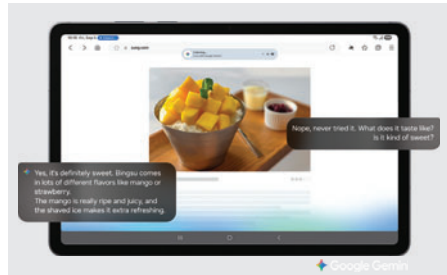 Nope, never tried it. What does it taste like?
Is it kind of sweet?
Yes, it's definitely sweet. Bingsu comes
in lots of different flavors like mango or
strawberry.
The mango is really ripe and juicy, and
the shaved ice makes it extra refreshing.
Google Gemini